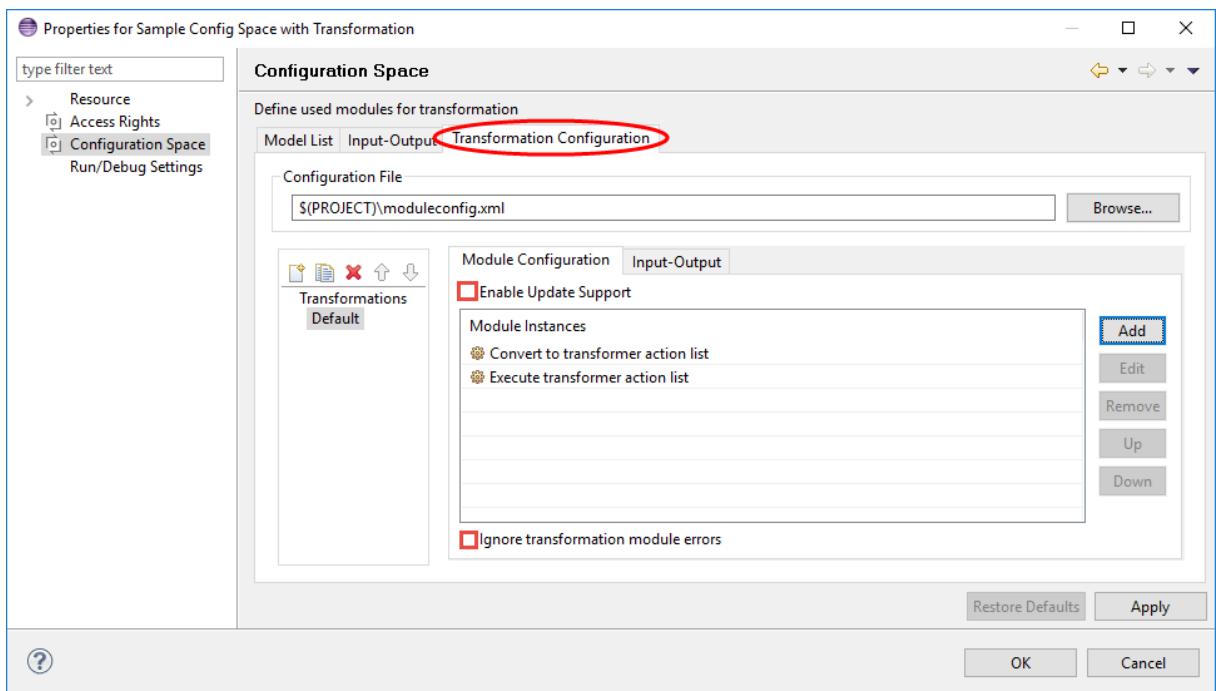 Properties for Sample Config Space with Transformation
type filter text
Resource
Access Rights
Configuration Space
Run/Debug Settings
Configuration Space
Define used modules for transformation
Model List Input-Output Transformation Configuration
Configuration File
$(PROJECT)\moduleconfig.xml Browse...
Transformations
Default
Module Configuration Input-Output
Enable Update Support
Module Instances
Convert to transformer action list
Execute transformer action list
Add
Edit
Remove
Up
Down
Ignore transformation module errors
Restore Defaults Apply
? OK Cancel